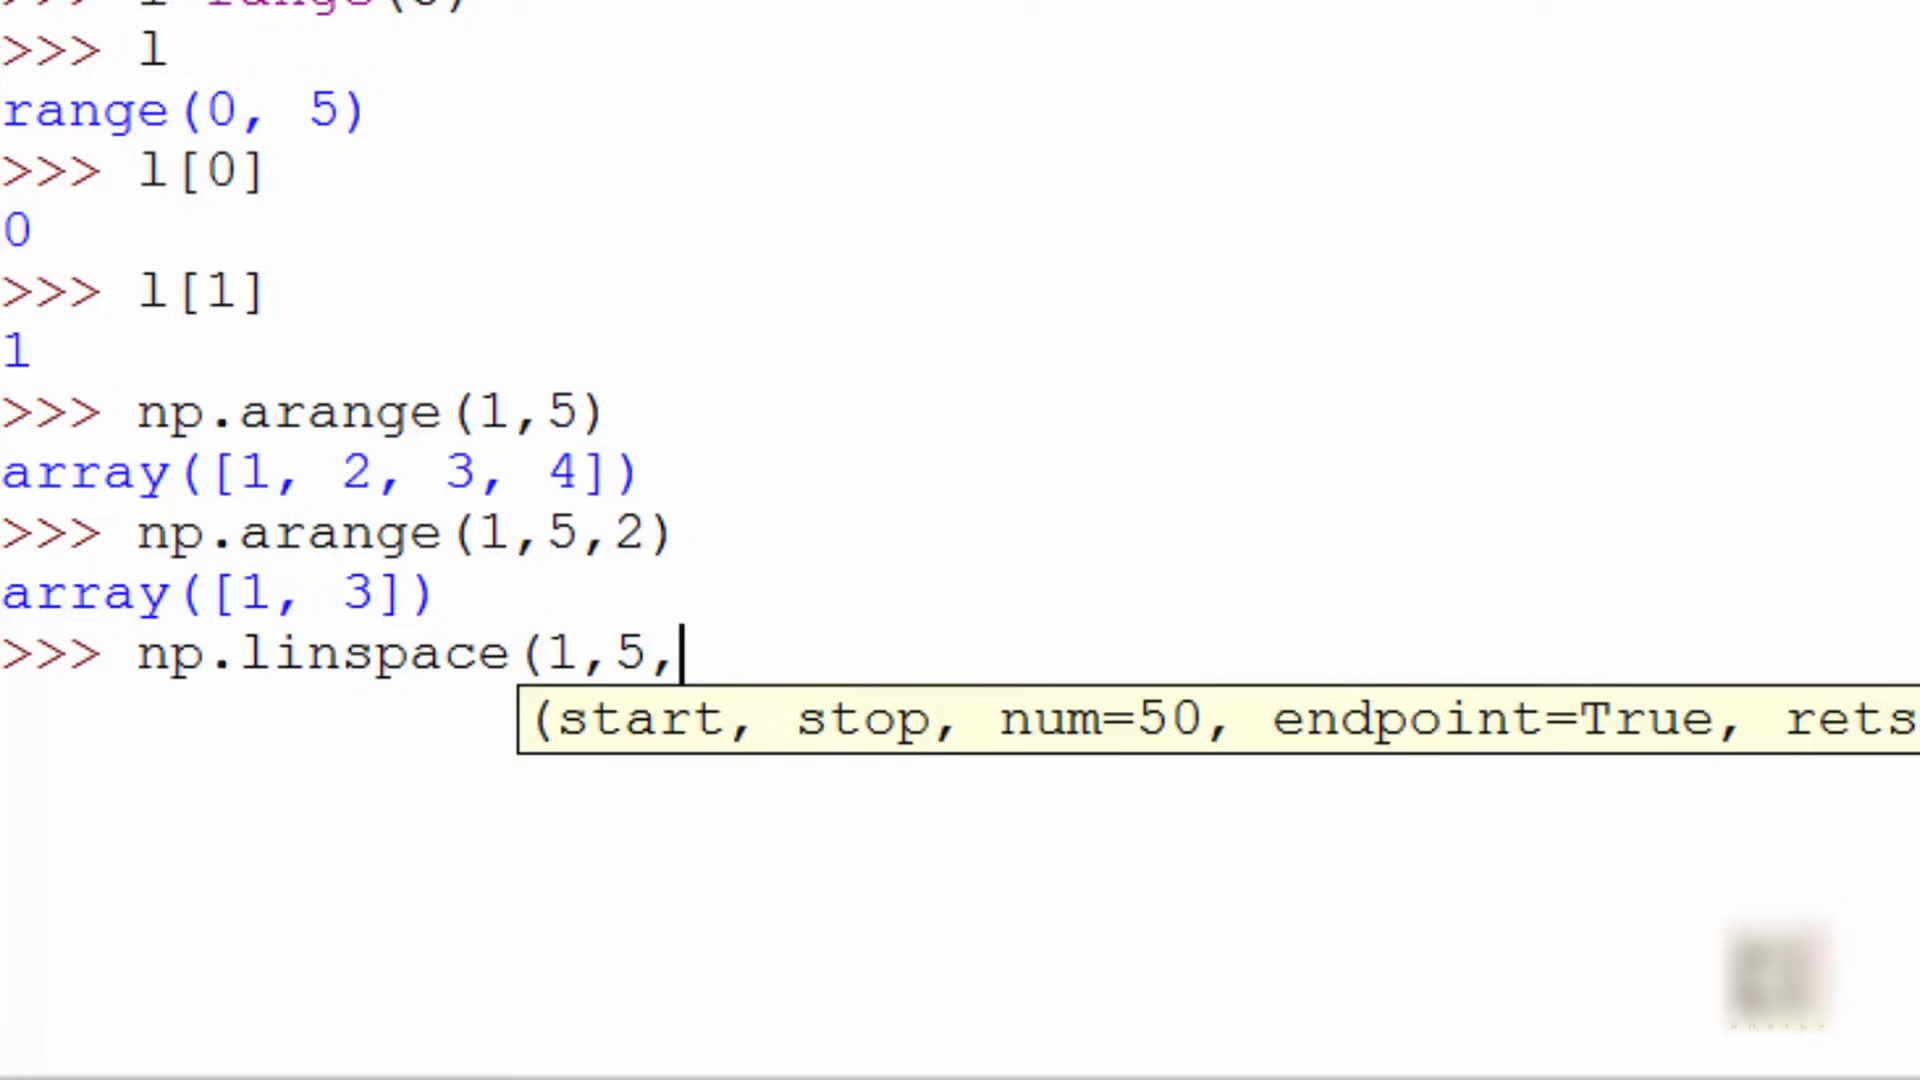 >>> l
range(0, 5)
>>> l[0]
0
>>> l[1]
1
>>> np.arange(1,5)
array([1, 2, 3, 4])
>>> np.arange(1,5,2)
array([1, 3])
>>> np.linspace(1,5,
(start, stop, num=50, endpoint=True, rets